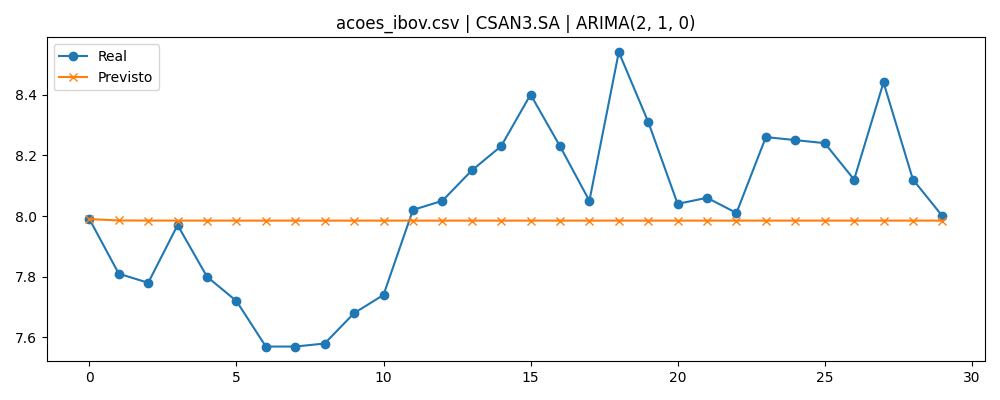 acoes_ibov.csv | CSAN3.SA | ARIMA(2, 1, 0)
Real
Previsto
8.4
8.2
8.0
7.8
7.6
0 5 10 15 20 25 30